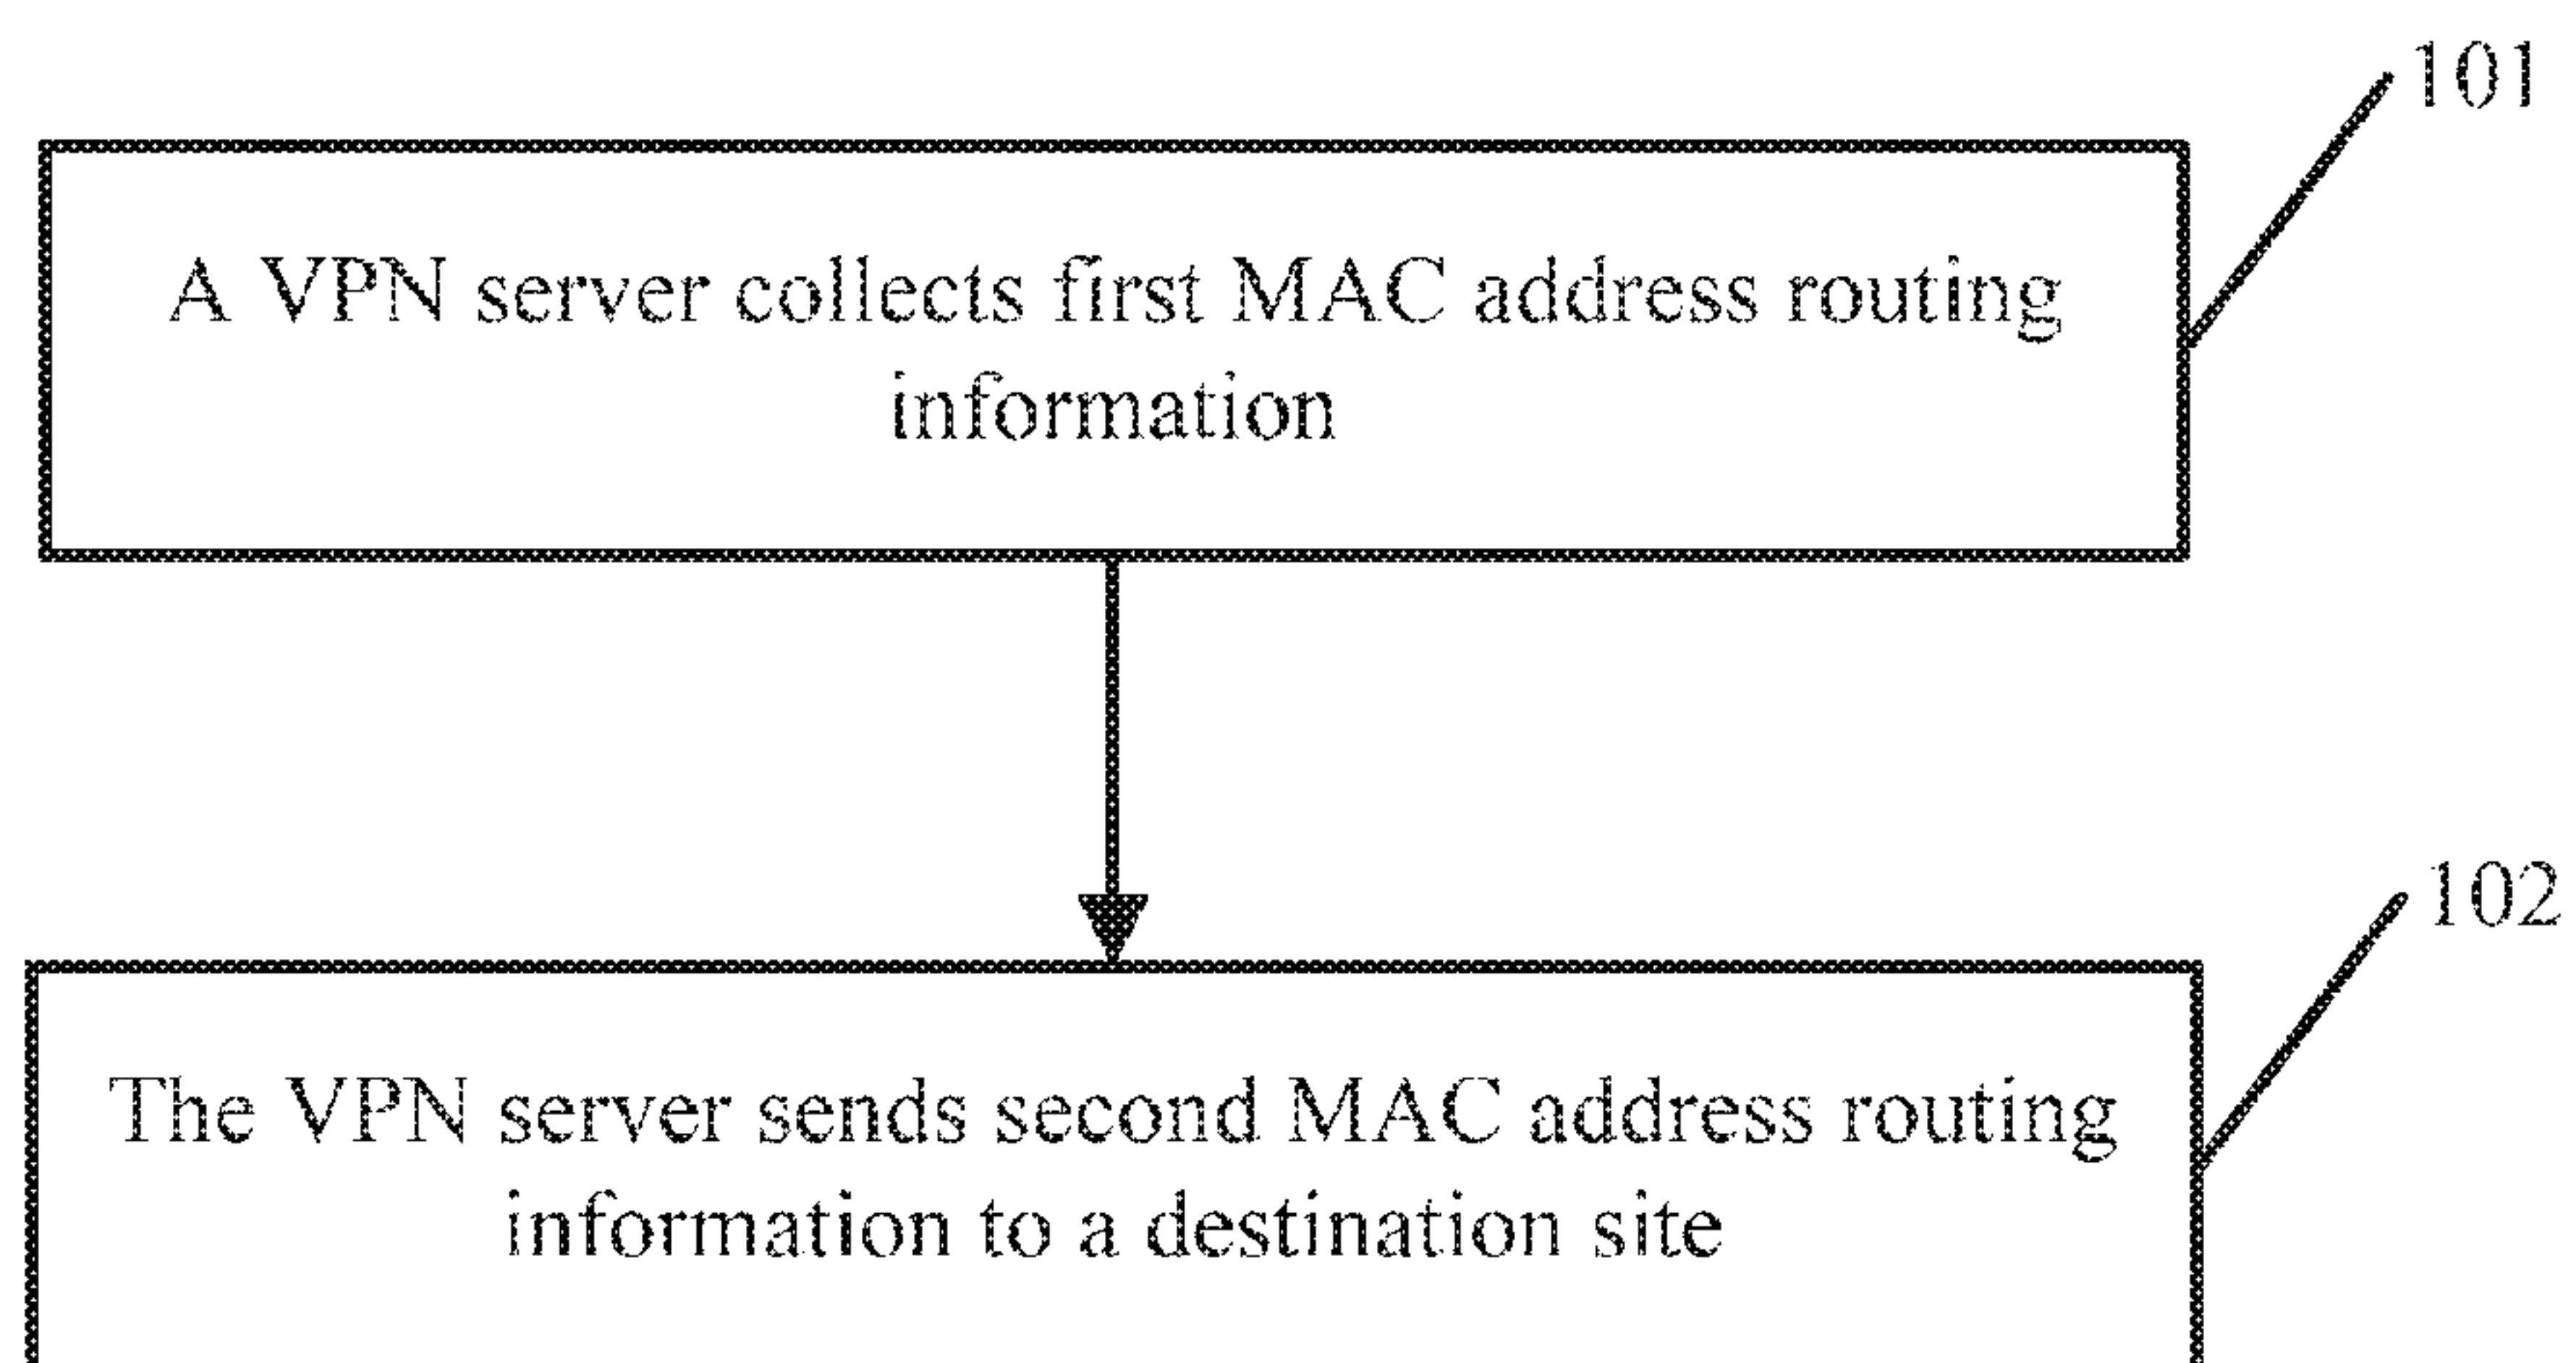 101
A VPN server collects first MAC address routing
information
102
The VPN server sends second MAC address routing
information to a destination site